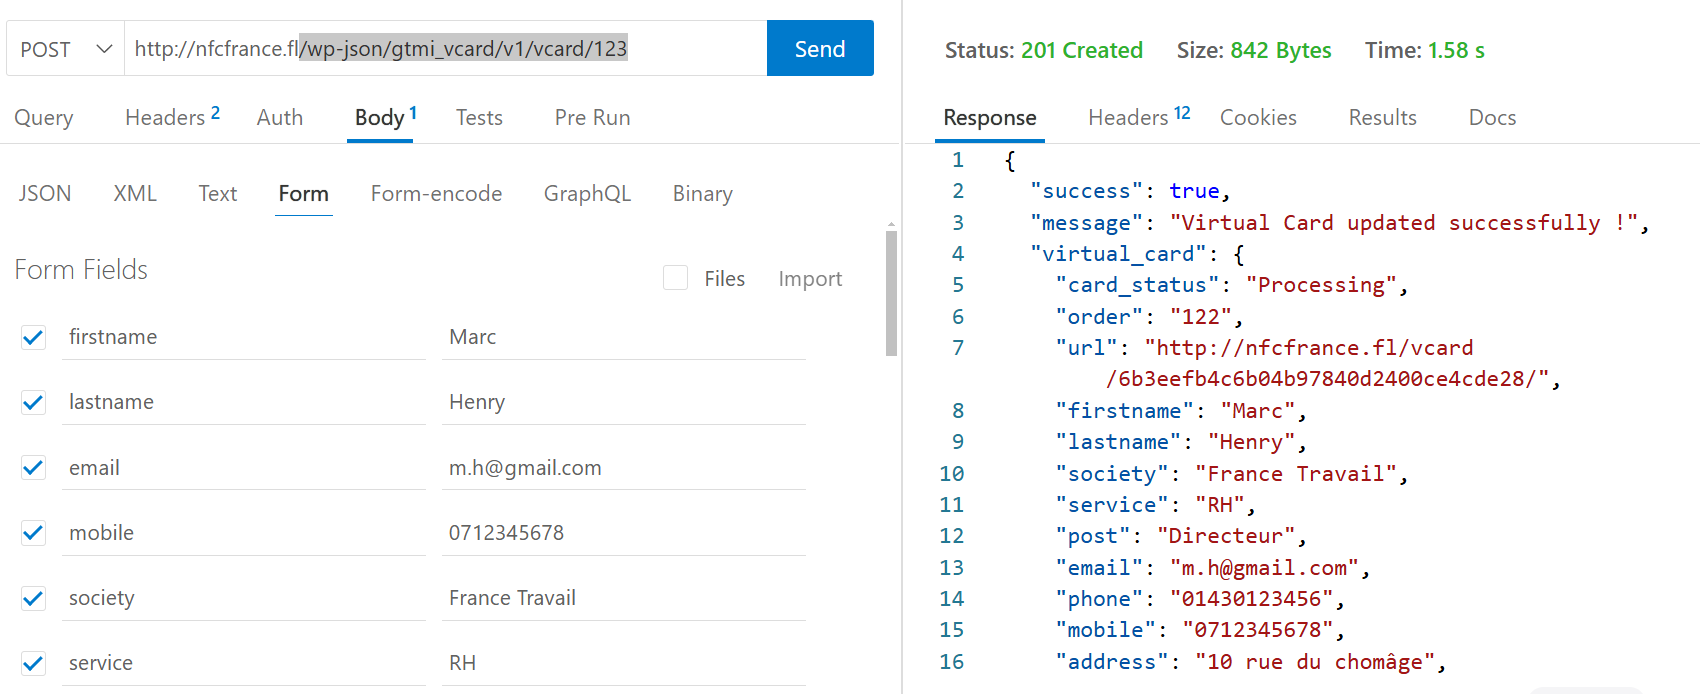 POST http://nfcfrance.fl/wp-json/gtmi_vcard/v1/vcard/123 Send
Query Headers 2 Auth Body 1 Tests Pre Run
JSON XML Text Form Form-encode GraphQL Binary
Form Fields Files Import
firstname Marc
lastname Henry
email m.h@gmail.com
mobile 0712345678
society France Travail
service RH
Status: 201 Created Size: 842 Bytes Time: 1.58 s
Response Headers 12 Cookies Results Docs
1 {
2 "success": true,
3 "message": "Virtual Card updated successfully !",
4 "virtual_card": {
5 "card_status": "Processing",
6 "order": "122",
7 "url": "http://nfcfrance.fl/vcard
/6b3eefb4c6b04b97840d2400ce4cde28/",
8 "firstname": "Marc",
9 "lastname": "Henry",
10 "society": "France Travail",
11 "service": "RH",
12 "post": "Directeur",
13 "email": "m.h@gmail.com",
14 "phone": "01430123456",
15 "mobile": "0712345678",
16 "address": "10 rue du chomâge",